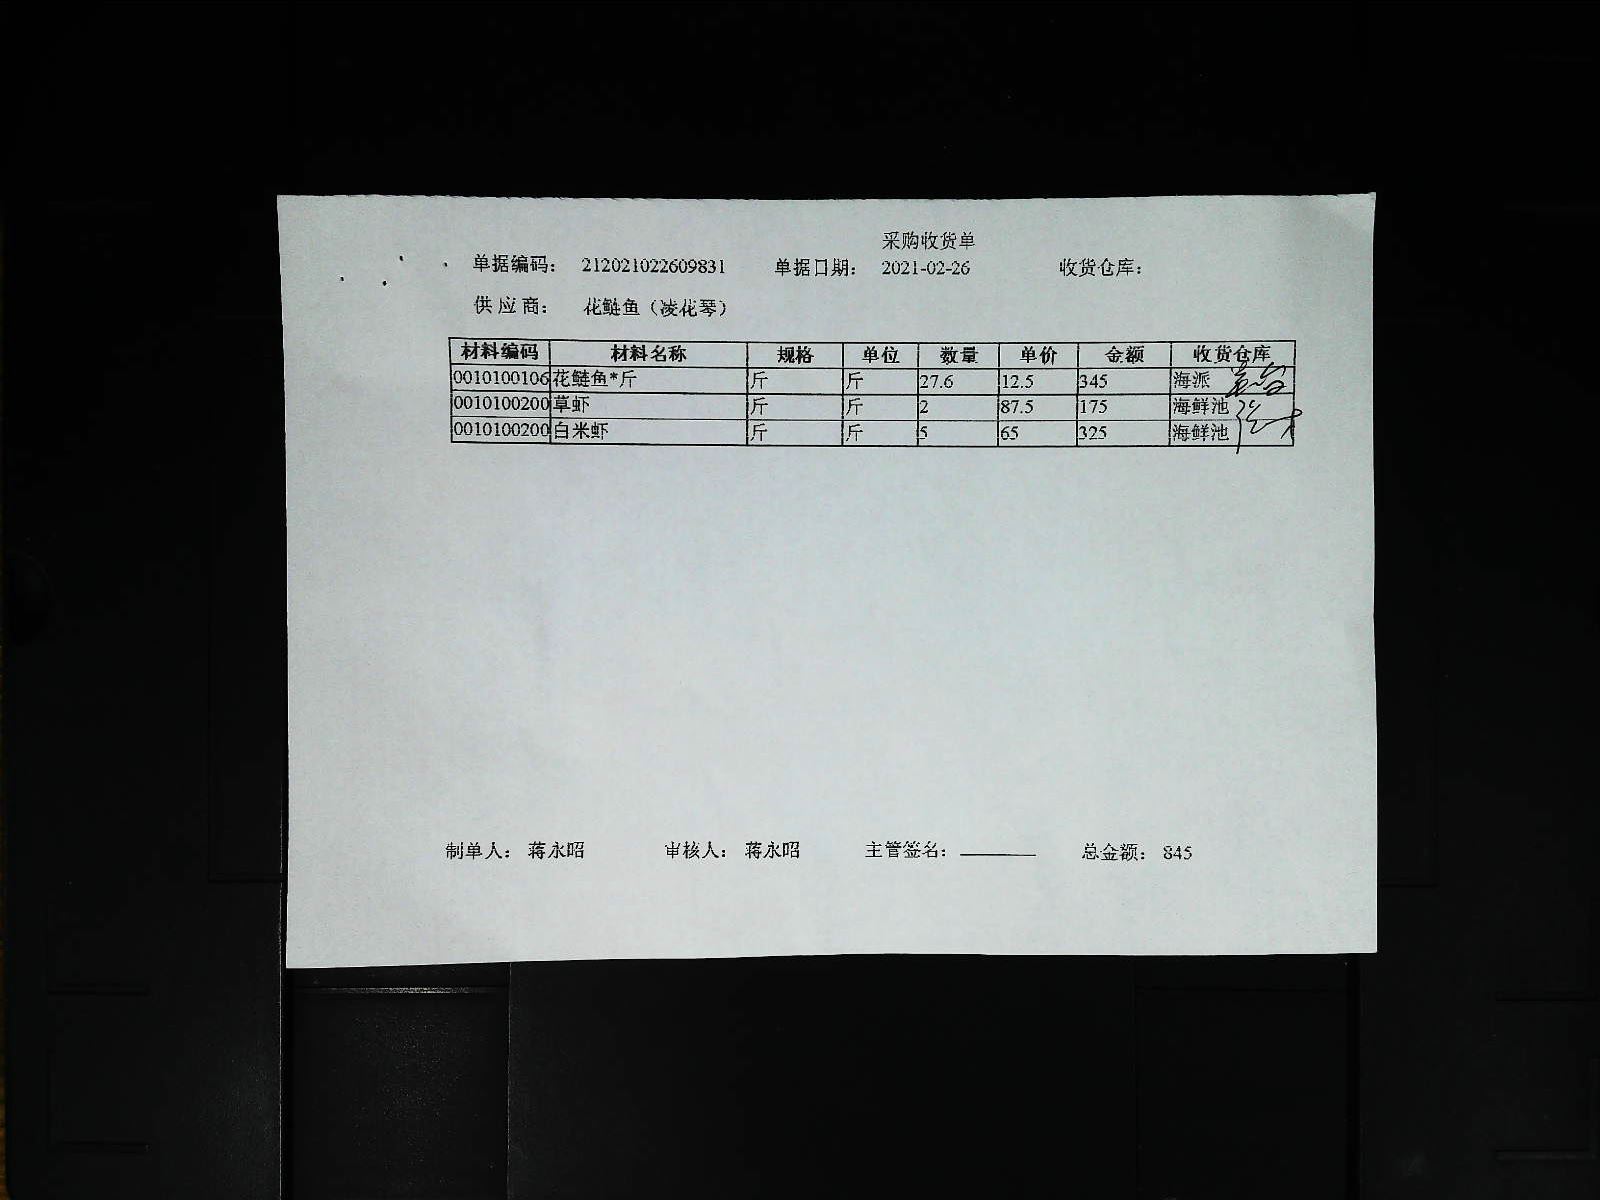 采购收货单
单据编码： 212021022609831 单据日期： 2021-02-26 收货仓库：
供应商： 花鲢鱼（凌花琴）
材料编码 材料名称 规格 单位 数量 单价 金额 收货仓库
0010100106 花鲢鱼*斤 斤 斤 27.6 12.5 345 海派
0010100200 草虾 斤 斤 2 87.5 175 海鲜池
0010100200 白米虾 斤 斤 5 65 325 海鲜池
制单人： 蒋永昭 审核人： 蒋永昭 主管签名： 总金额： 845